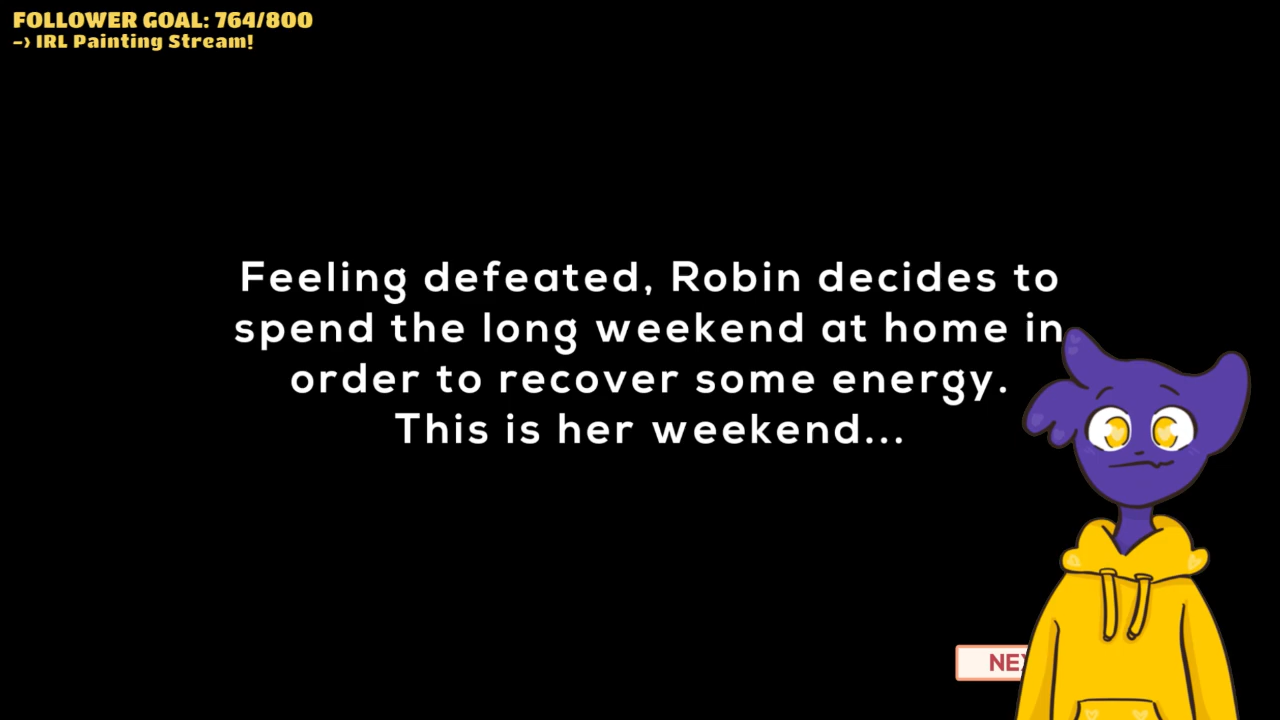 FOLLOWER GOAL: 764/800
-> IRL Painting Stream!
Feeling defeated, Robin decides to
spend the long weekend at home in
order to recover some energy.
This is her weekend...